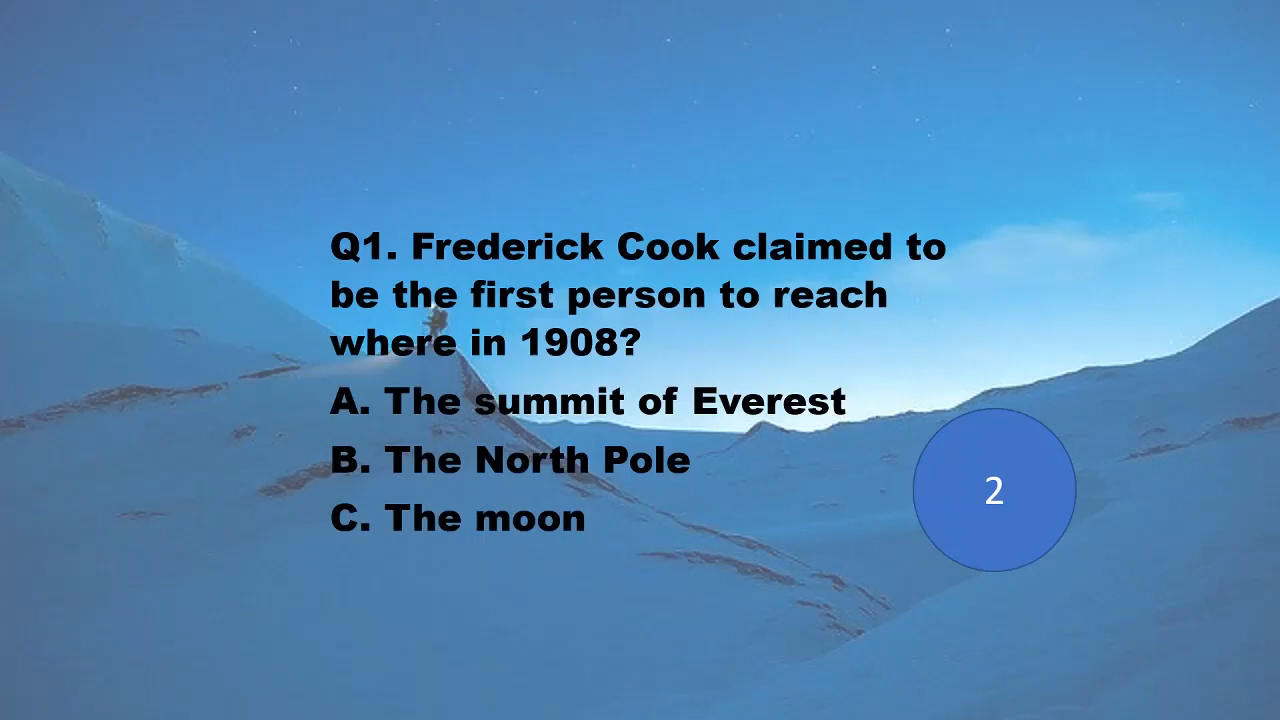 Q1. Frederick Cook claimed to
be the first person to reach
where in 1908?
A. The summit of Everest
B. The North Pole
C. The moon
2